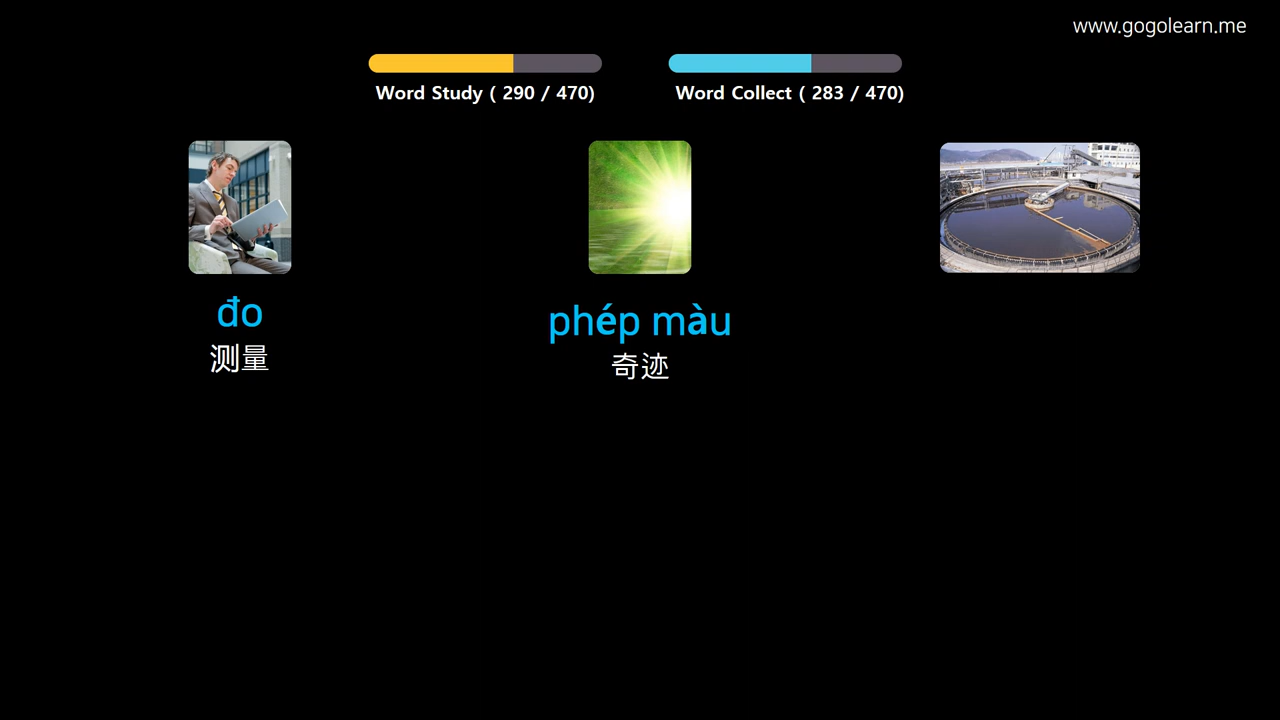 www.gogolearn.me
Word Study ( 290 / 470)
Word Collect ( 283 / 470)
đo
测量
phép màu
奇迹